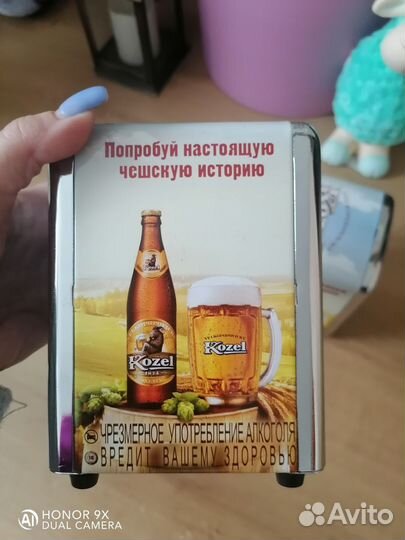 Попробуй настоящую
чешскую историю
Kozel
Kozel
ЧРЕЗМЕРНОЕ УПОТРЕБЛЕНИЕ АЛКОГОЛЯ
ВРЕДИТ ВАШЕМУ ЗДОРОВЬЮ
HONOR 9X
DUAL CAMERA
Avito